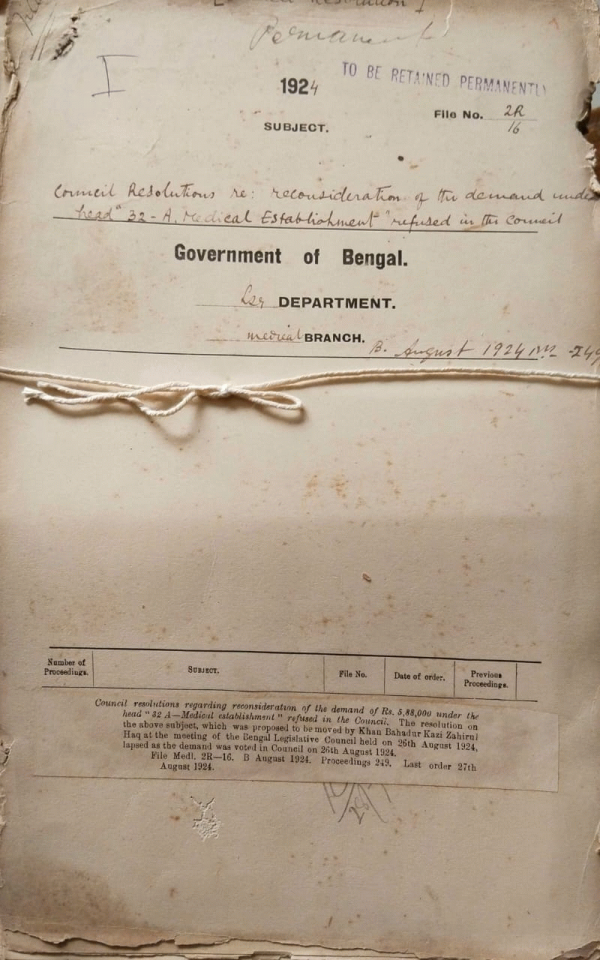 Resolution ]
Permanent
I
TO BE RETAINED PERMANENTLY
1924
File No. 2R
16
SUBJECT.
Council Resolutions re: reconsideration of the demand under
head "32-A. Medical Establishment" refused in the Council
Government of Bengal.
DEPARTMENT.
medical BRANCH.
B. August 1924 249
Number of Proceedings. SUBJECT. File No. Date of order. Previous Proceedings.
Council resolutions regarding reconsideration of the demand of Rs. 5,88,000 under the
head "32 A—Medical establishment" refused in the Council. The resolution on
the above subject, which was proposed to be moved by Khan Bahadur Kazi Zahirul
Haq at the meeting of the Bengal Legislative Council held on 26th August 1924,
lapsed as the demand was voted in Council on 26th August 1924.
File Medl. 2R—16. B August 1924. Proceedings 249. Last order 27th
August 1924.